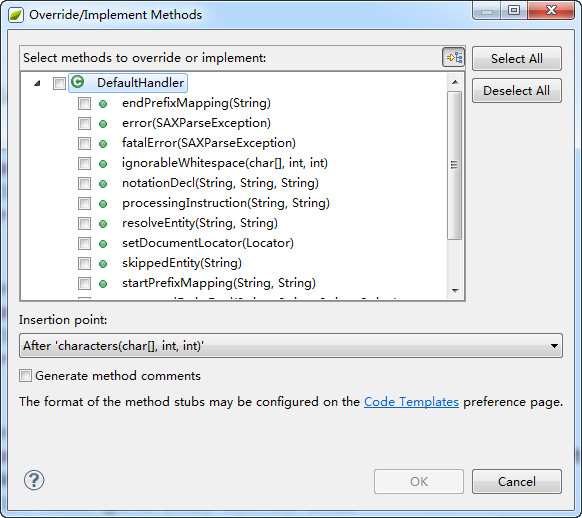 Override/Implement Methods
Select methods to override or implement:
Select All
Deselect All
DefaultHandler
endPrefixMapping(String)
error(SAXParseException)
fatalError(SAXParseException)
ignorableWhitespace(char[], int, int)
notationDecl(String, String, String)
processingInstruction(String, String)
resolveEntity(String, String)
setDocumentLocator(Locator)
skippedEntity(String)
startPrefixMapping(String, String)
Insertion point:
After 'characters(char[], int, int)'
Generate method comments
The format of the method stubs may be configured on the Code Templates preference page.
OK
Cancel